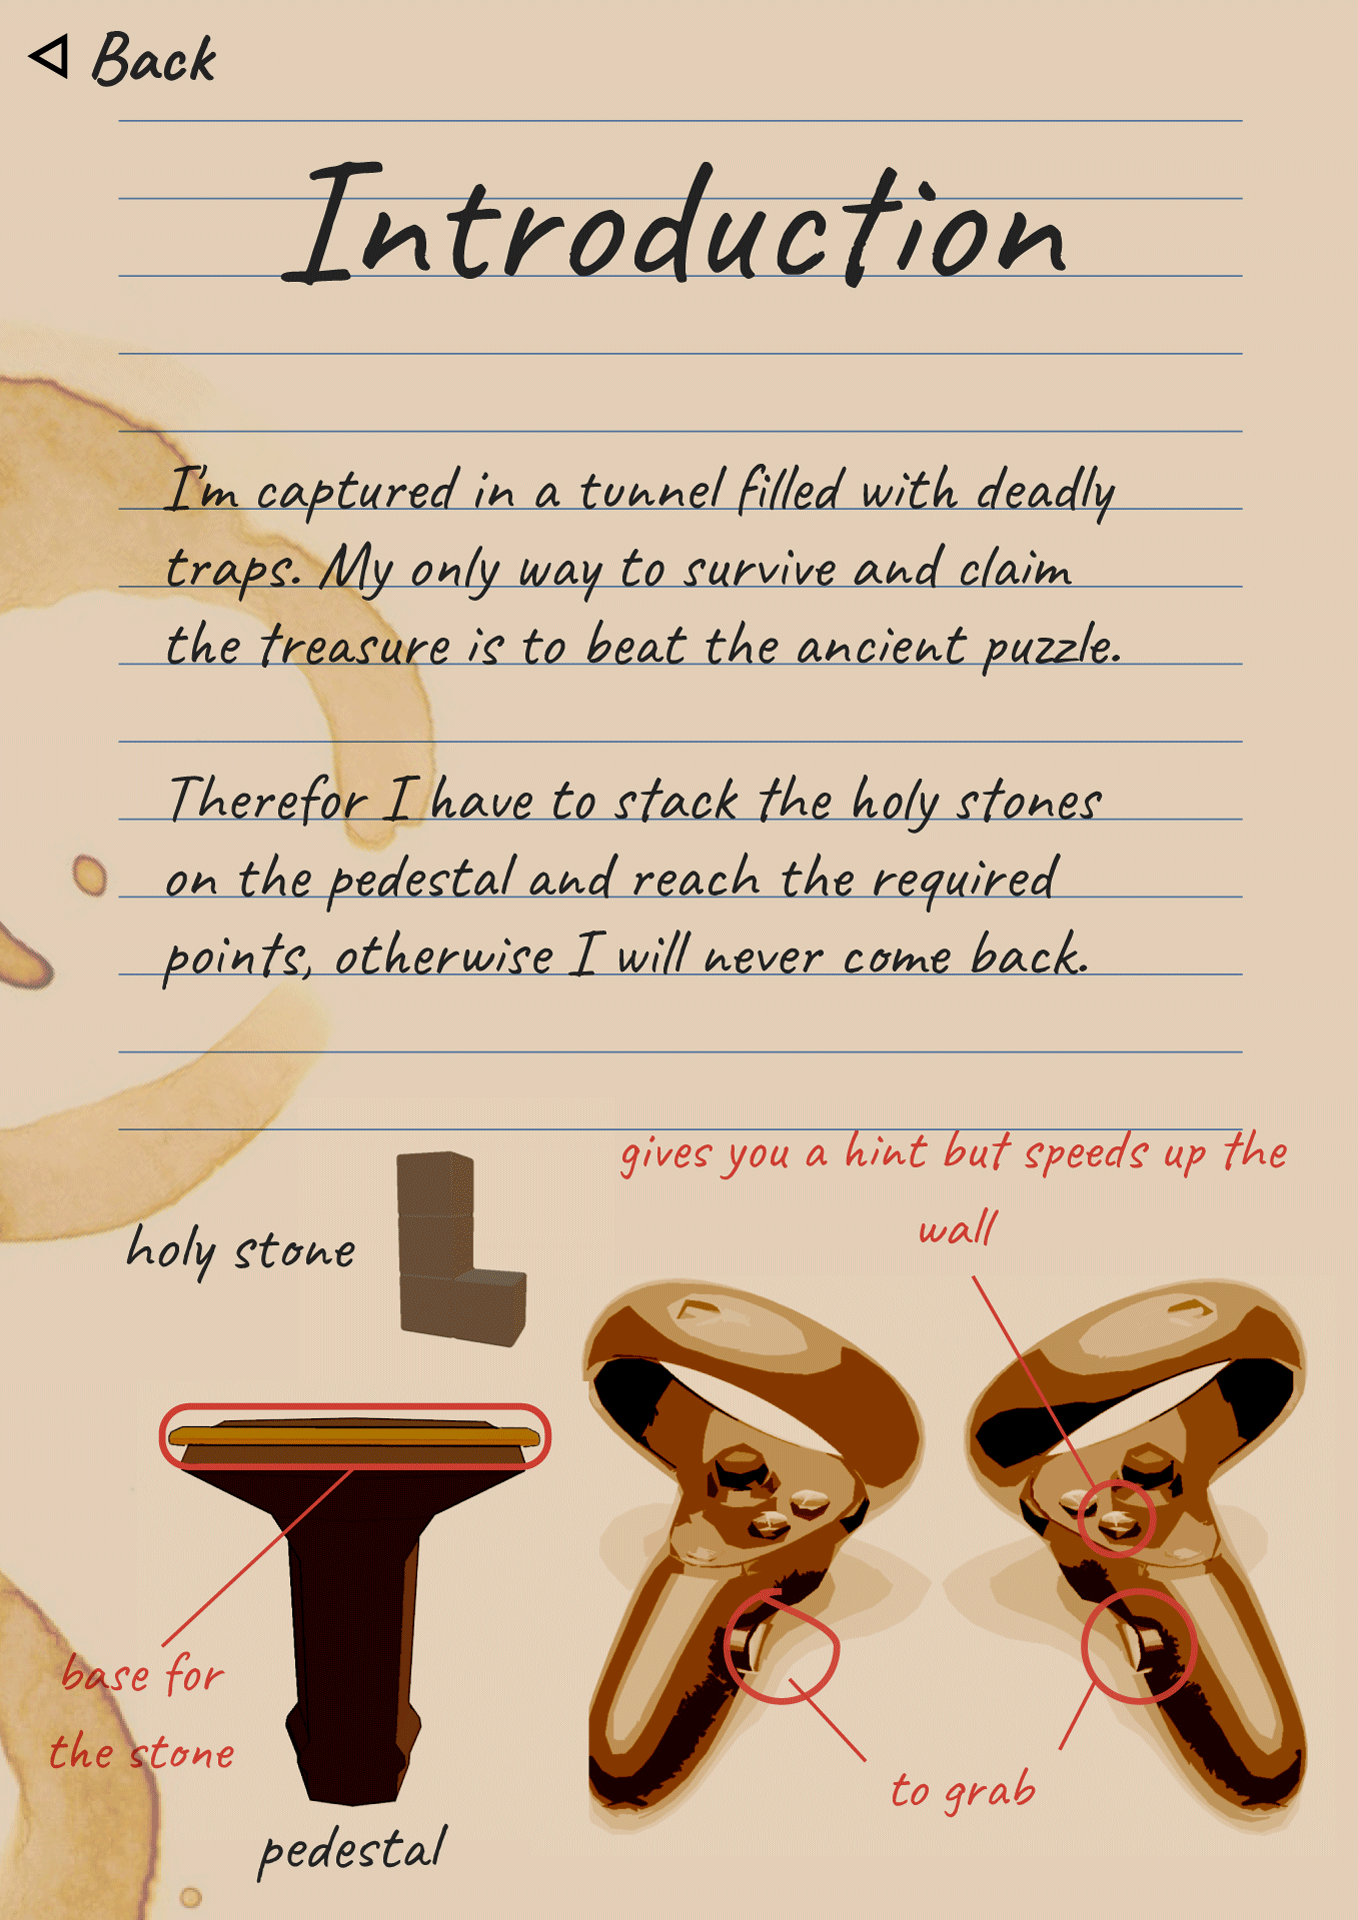 Back
Introduction
I'm captured in a tunnel filled with deadly
traps. My only way to survive and claim
the treasure is to beat the ancient puzzle.
Therefor I have to stack the holy stones
on the pedestal and reach the required
points, otherwise I will never come back.
gives you a hint but speeds up the
wall
holy stone
base for
the stone
to grab
pedestal